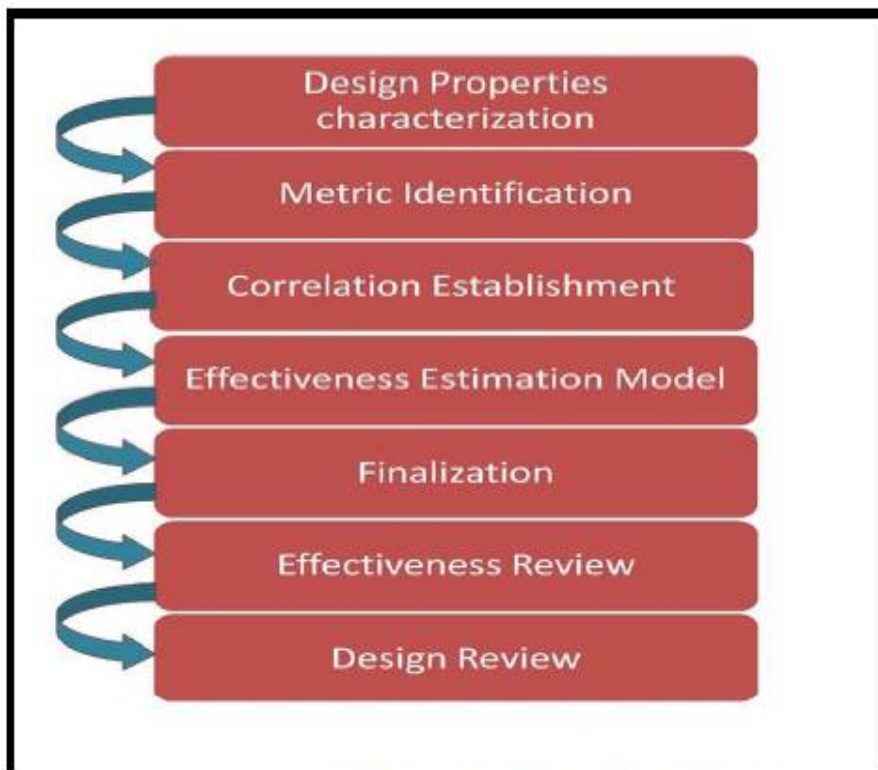 Design Properties
characterization
Metric Identification
Correlation Establishment
Effectiveness Estimation Model
Finalization
Effectiveness Review
Design Review